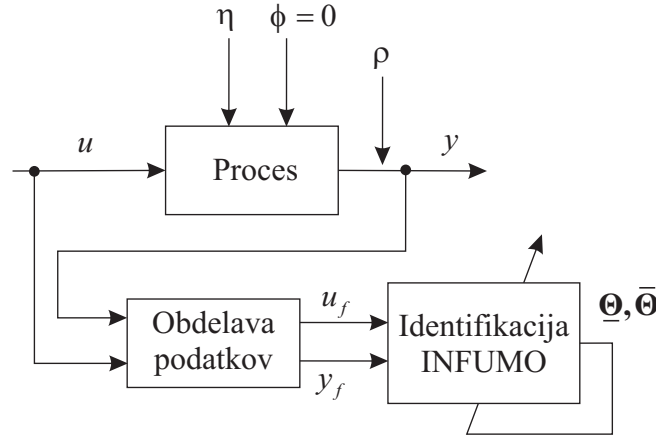 η
ϕ = 0
ρ
u
Proces
y
Obdelava
podatkov
u_f
y_f
Identifikacija
INFUMO
Θ̲, Θ̅